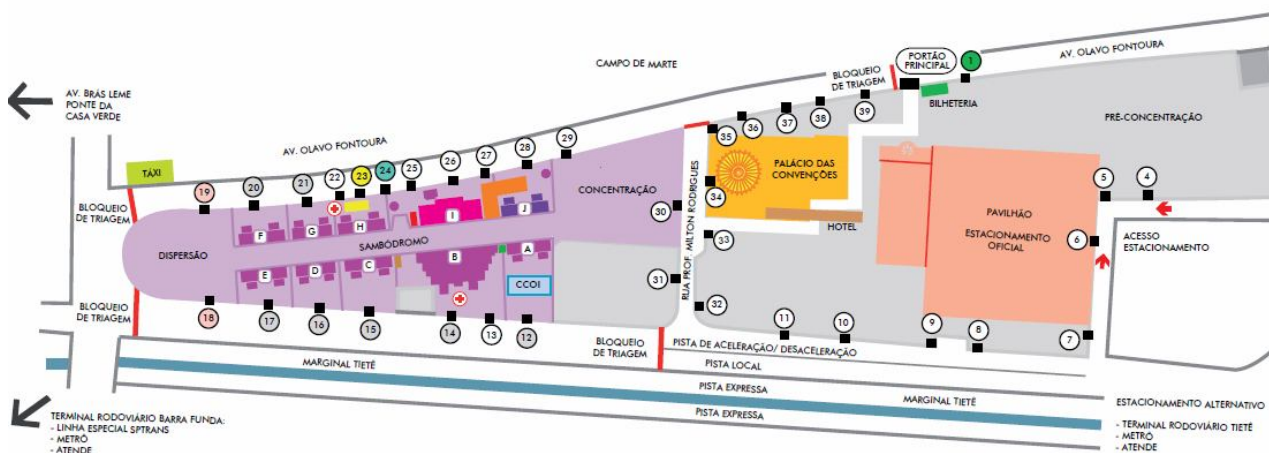 CAMPO DE MARTE
PORTÃO
PRINCIPAL
1
AV. OLAVO FONTOURA
BLOQUEIO
DE TRIAGEM
BILHETERIA
PRÉ-CONCENTRAÇÃO
AV. BRÁS LEME
PONTE DA
CASA VERDE
AV. OLAVO FONTOURA
TÁXI
BLOQUEIO
DE TRIAGEM
19
20
21
22
23
24
25
26
27
28
29
35
36
37
38
39
CONCENTRAÇÃO
PALÁCIO DAS
CONVENÇÕES
34
30
HOTEL
33
31
32
RUA PROF. MILTON RODRIGUES
PAVILHÃO
ESTACIONAMENTO
OFICIAL
5
4
6
ACESSO
ESTACIONAMENTO
DISPERSÃO
SAMBÓDROMO
F
G
H
I
J
E
D
C
B
A
CCOI
BLOQUEIO
DE TRIAGEM
18
17
16
15
14
13
12
11
10
9
8
7
BLOQUEIO
DE TRIAGEM
PISTA DE ACELERAÇÃO/ DESACELERAÇÃO
PISTA LOCAL
MARGINAL TIETÊ
PISTA EXPRESSA
MARGINAL TIETÊ
PISTA EXPRESSA
TERMINAL RODOVIÁRIO BARRA FUNDA:
- LINHA ESPECIAL SPTRANS
- METRÔ
- ATENDE
ESTACIONAMENTO ALTERNATIVO
- TERMINAL RODOVIÁRIO TIETÊ
- METRÔ
- ATENDE